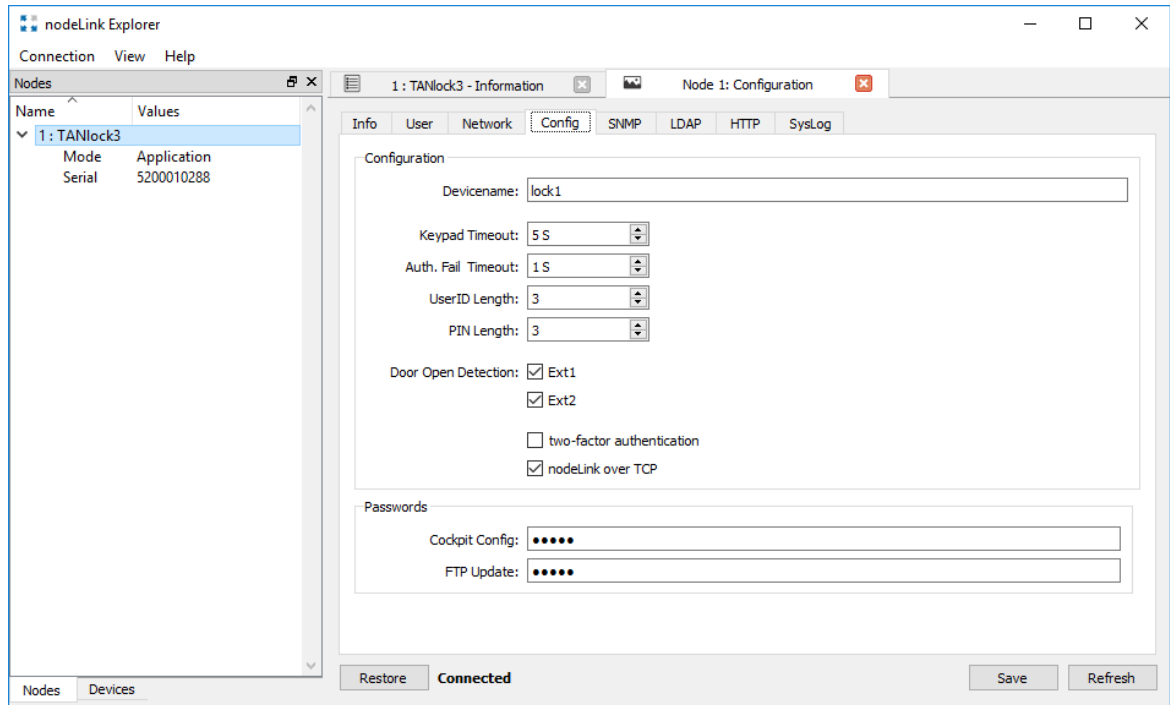 nodeLink Explorer
Connection View Help
Nodes
Name Values
1 : TANlock3
Mode Application
Serial 5200010288
Nodes Devices
1 : TANlock3 - Information Node 1: Configuration
Info User Network Config SNMP LDAP HTTP SysLog
Configuration
Devicename: lock1
Keypad Timeout: 5 S
Auth. Fail Timeout: 1 S
UserID Length: 3
PIN Length: 3
Door Open Detection: Ext1
Ext2
two-factor authentication
nodeLink over TCP
Passwords
Cockpit Config: •••••
FTP Update: •••••
Restore Connected Save Refresh